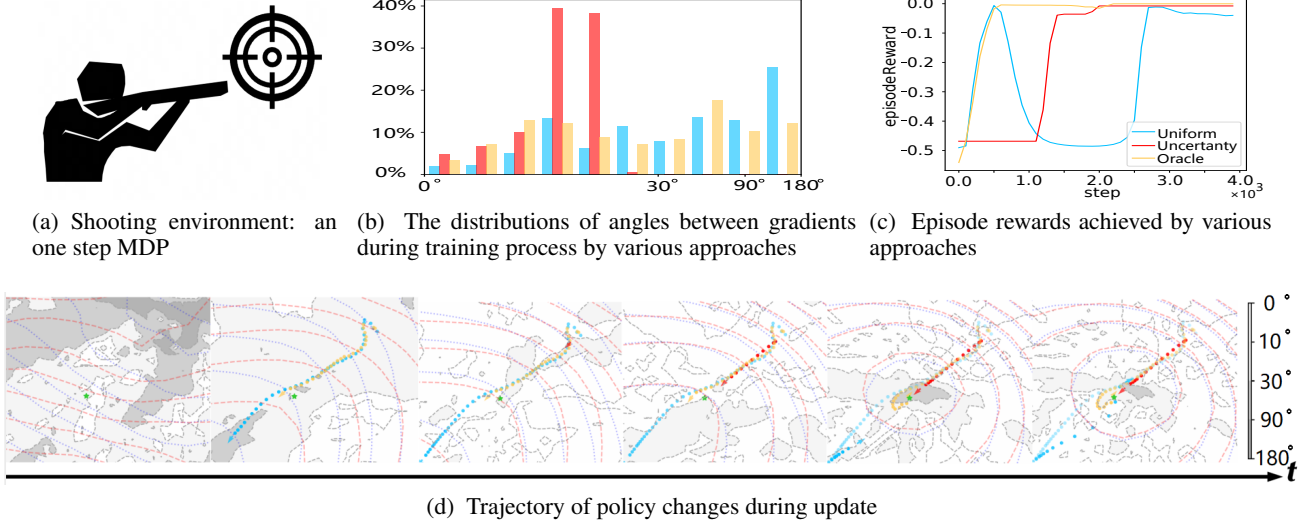 40%
30%
20%
10%
0%
0°
30°
90°
180°
0.0
−0.1
−0.2
−0.3
−0.4
−0.5
episodeReward
Uniform
Uncertanty
Oracle
0.0
1.0
2.0
3.0
4.0
step
×10³
(a) Shooting environment: an
one step MDP
(b) The distributions of angles between gradients
during training process by various approaches
(c) Episode rewards achieved by various
approaches
0°
10°
30°
90°
180°
t
(d) Trajectory of policy changes during update